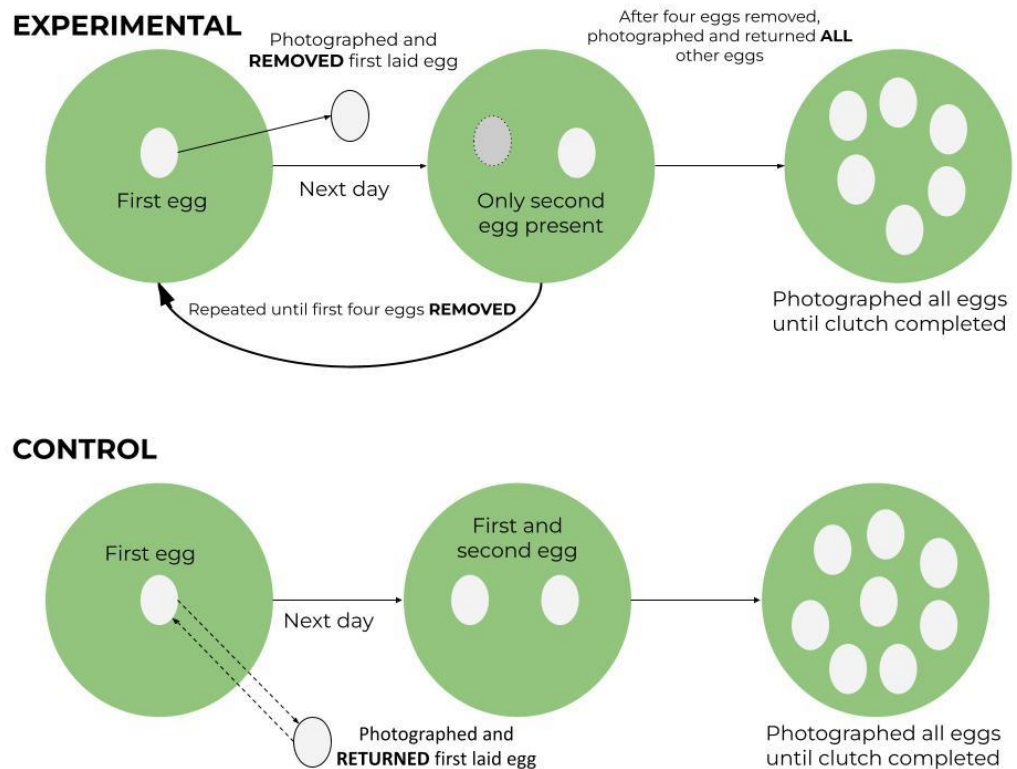 EXPERIMENTAL
Photographed and
REMOVED first laid egg
After four eggs removed,
photographed and returned ALL
other eggs
First egg
Next day
Only second
egg present
Repeated until first four eggs REMOVED
Photographed all eggs
until clutch completed
CONTROL
First egg
Next day
First and
second egg
Photographed and
RETURNED first laid egg
Photographed all eggs
until clutch completed